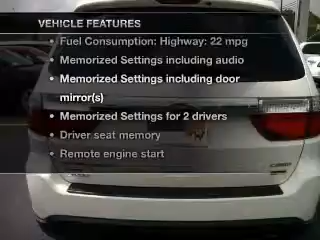 VEHICLE FEATURES
• Fuel Consumption: Highway: 22 mpg
• Memorized Settings including audio
• Memorized Settings including door
mirror(s)
• Memorized Settings for 2 drivers
• Driver seat memory
• Remote engine start